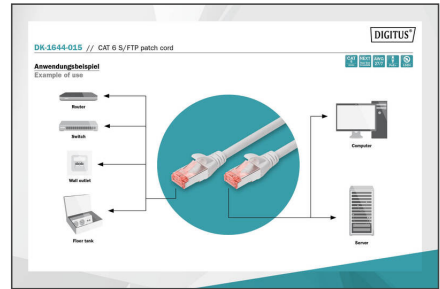 DIGITUS®
DK-1644-015 // CAT 6 S/FTP patch cord
Anwendungsbeispiel
Example of use
Router
Switch
Wall outlet
Floor tank
Computer
Server